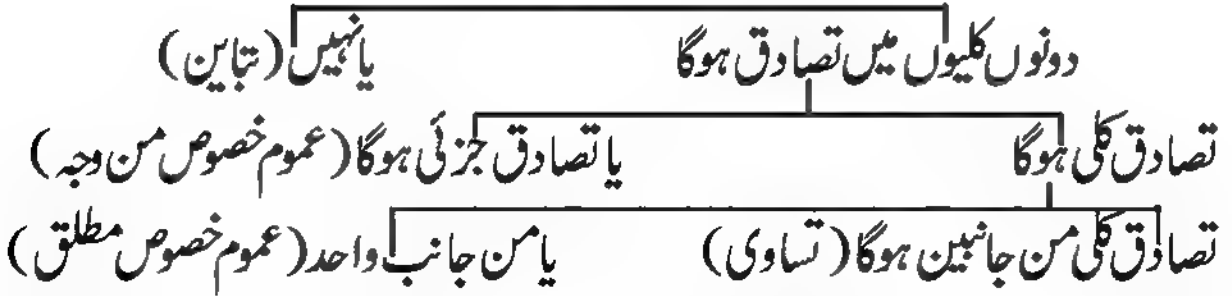 دونوں کلیوں میں تصادق ہوگا یا نہیں (تباین)
تصادق کلی ہوگا یا تصادق جزئی ہوگا (عموم خصوص من وجہ)
تصادق کلی من جانبین ہوگا (تساوی) یا من جانب واحد (عموم خصوص مطلق)